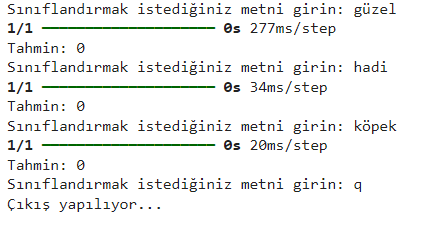 Sınıflandırmak istediğiniz metni girin: güzel
1/1 ━━━━━━━━━━━━━━━━━━━━ 0s 277ms/step
Tahmin: 0
Sınıflandırmak istediğiniz metni girin: hadi
1/1 ━━━━━━━━━━━━━━━━━━━━ 0s 34ms/step
Tahmin: 0
Sınıflandırmak istediğiniz metni girin: köpek
1/1 ━━━━━━━━━━━━━━━━━━━━ 0s 20ms/step
Tahmin: 0
Sınıflandırmak istediğiniz metni girin: q
Çıkış yapılıyor...